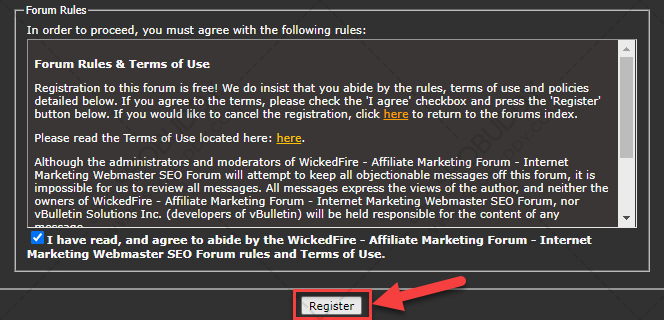 Forum Rules
In order to proceed, you must agree with the following rules:
Forum Rules & Terms of Use
Registration to this forum is free! We do insist that you abide by the rules, terms of use and policies
detailed below. If you agree to the terms, please check the 'I agree' checkbox and press the 'Register'
button below. If you would like to cancel the registration, click here to return to the forums index.
Please read the Terms of Use located here: here.
Although the administrators and moderators of WickedFire - Affiliate Marketing Forum - Internet
Marketing Webmaster SEO Forum will attempt to keep all objectionable messages off this forum, it is
impossible for us to review all messages. All messages express the views of the author, and neither the
owners of WickedFire - Affiliate Marketing Forum - Internet Marketing Webmaster SEO Forum, nor
vBulletin Solutions Inc. (developers of vBulletin) will be held responsible for the content of any
message.
I have read, and agree to abide by the WickedFire - Affiliate Marketing Forum - Internet
Marketing Webmaster SEO Forum rules and Terms of Use.
Register